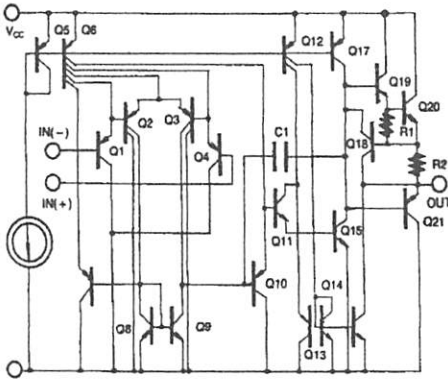 Q5 Q6 Q12 Q17
VCC
Q19
Q20
Q2 Q3 C1 R1
Q18
Q1 Q4 R2
IN(-)
IN(+) OUT
Q11 Q15 Q21
Q10
Q14
Q8 Q9
Q13